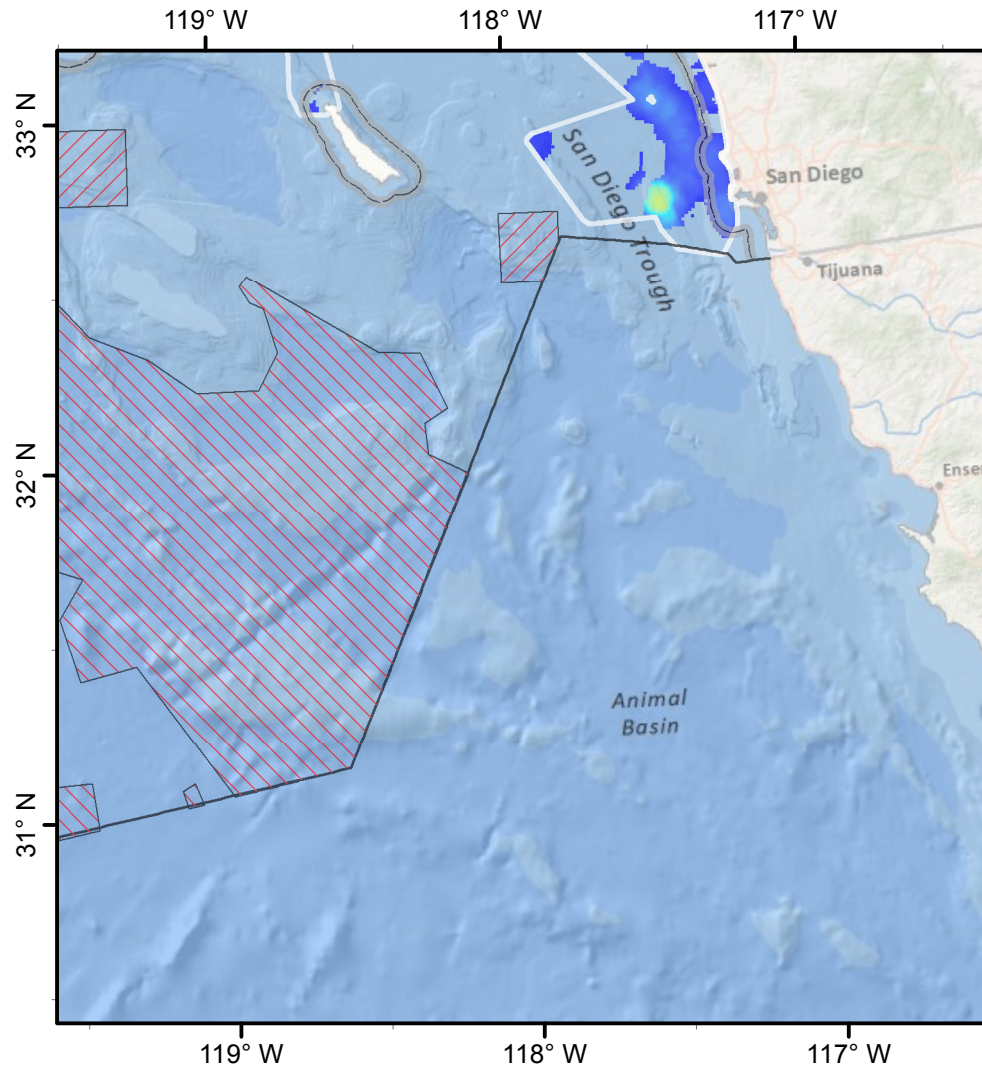 119° W
118° W
117° W
33° N
San Diego Trough
San Diego
Tijuana
32° N
Ense
Animal
Basin
31° N
119° W
118° W
117° W